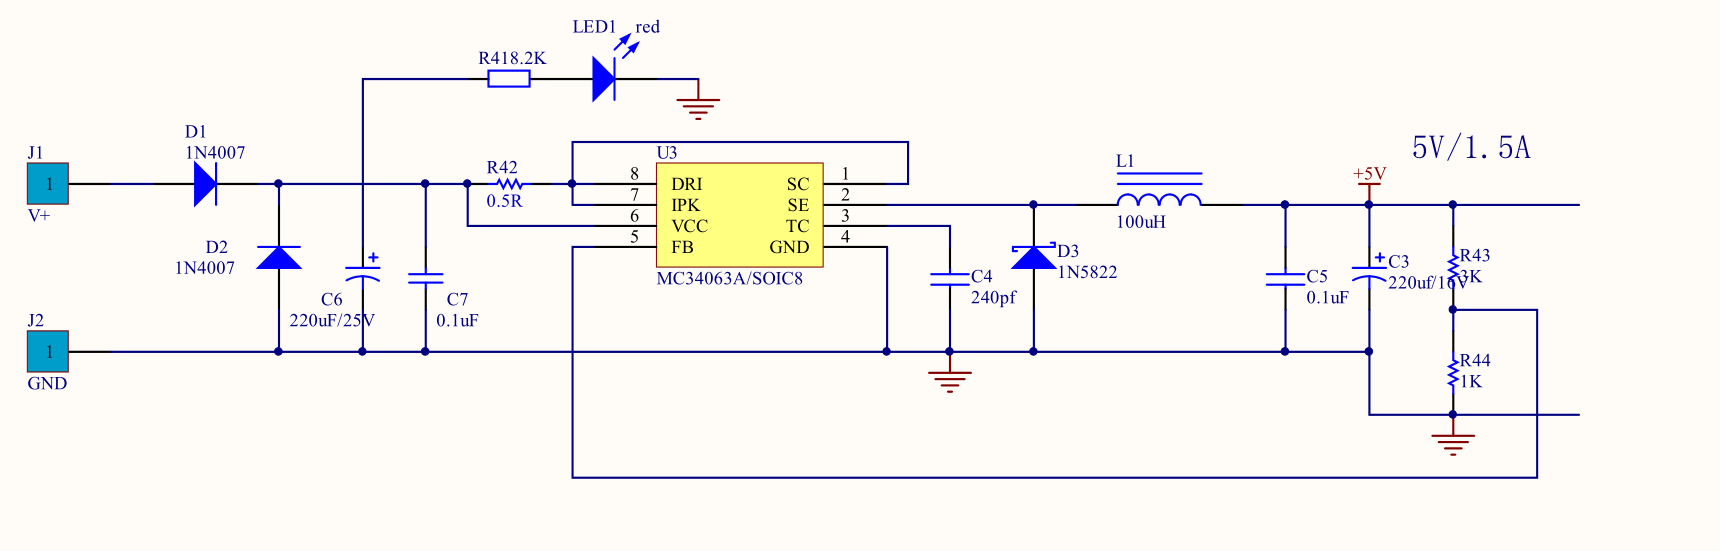 LED1 red
R41 8.2K
D1
1N4007
J1
1
V+
R42
0.5R
U3
8 DRI SC 1
7 IPK SE 2
6 VCC TC 3
5 FB GND 4
MC34063A/SOIC8
L1
100uH
5V/1.5A
+5V
D2
1N4007
C6
220uF/25V
C7
0.1uF
C4
240pf
D3
1N5822
C5
0.1uF
C3
220uf/16V
R43
3K
J2
1
GND
R44
1K